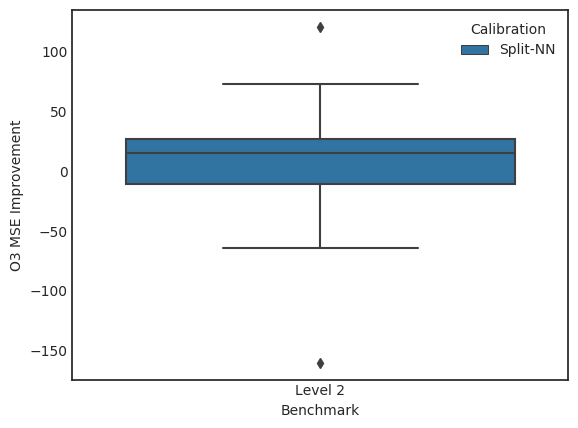 Calibration
Split-NN
100
50
0
−50
−100
−150
O3 MSE Improvement
Level 2
Benchmark